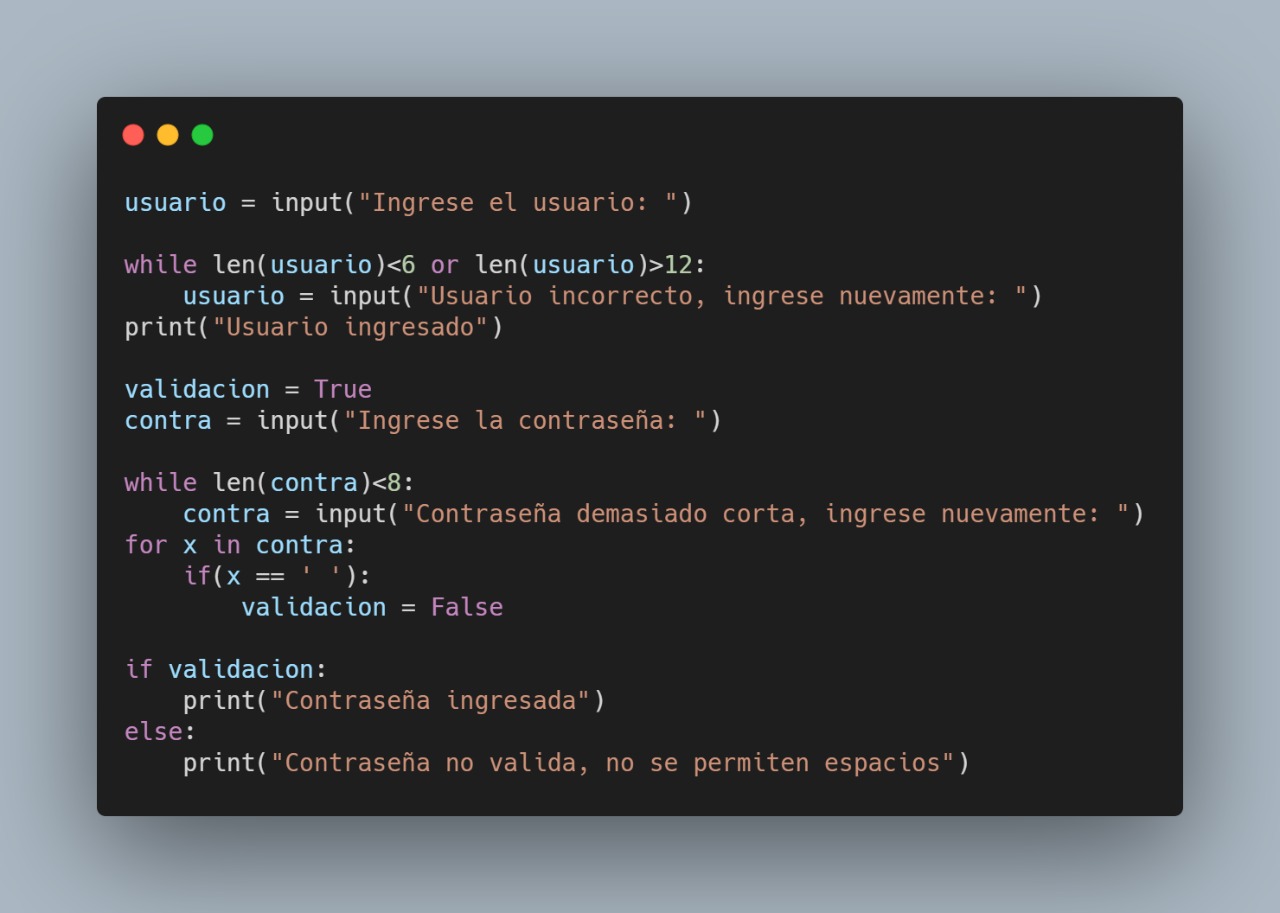 usuario = input("Ingrese el usuario: ")

while len(usuario)<6 or len(usuario)>12:
    usuario = input("Usuario incorrecto, ingrese nuevamente: ")
print("Usuario ingresado")

validacion = True
contra = input("Ingrese la contraseña: ")

while len(contra)<8:
    contra = input("Contraseña demasiado corta, ingrese nuevamente: ")
for x in contra:
    if(x == ' '):
        validacion = False

if validacion:
    print("Contraseña ingresada")
else:
    print("Contraseña no valida, no se permiten espacios")